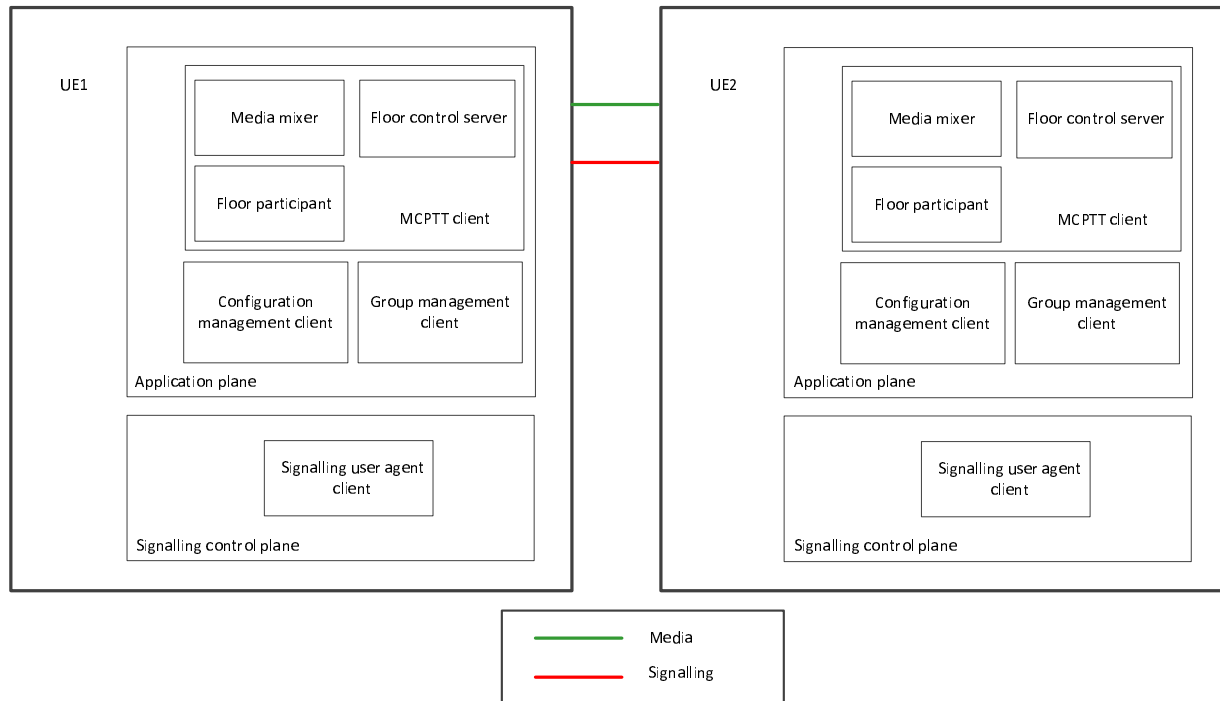 UE1
Media mixer
Floor control server
Floor participant
MCPTT client
Configuration
management client
Group management
client
Application plane
Signalling user agent
client
Signalling control plane
UE2
Media mixer
Floor control server
Floor participant
MCPTT client
Configuration
management client
Group management
client
Application plane
Signalling user agent
client
Signalling control plane
Media
Signalling